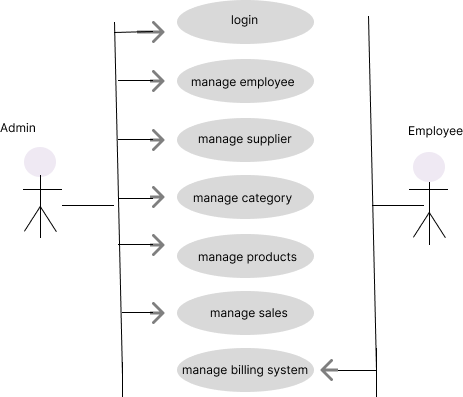 login
manage employee
Admin
Employee
manage supplier
manage category
manage products
manage sales
manage billing system